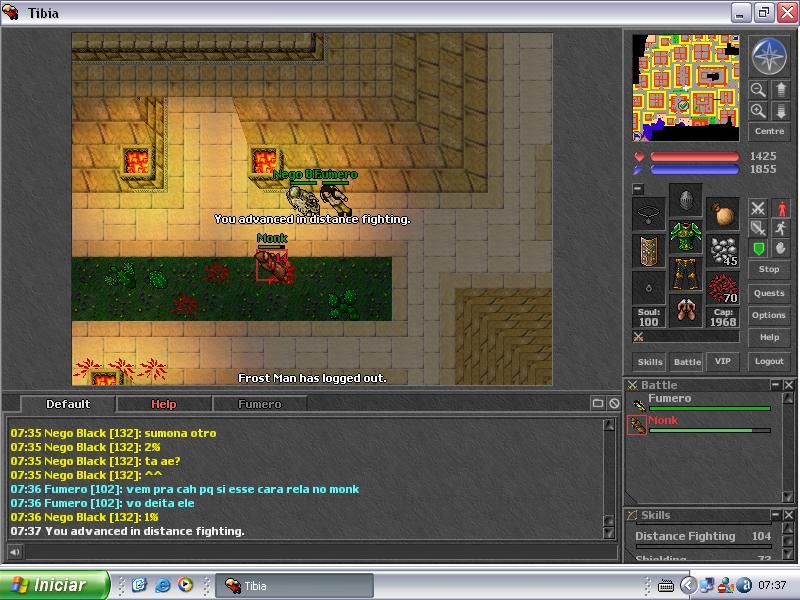 Tibia
Nego Bl Fumero
You advanced in distance fighting.
Monk
Frost Man has logged out.
Centre
1425
1855
45
70
Soul:
100
Cap:
1968
Stop
Quests
Options
Help
Skills
Battle
VIP
Logout
Battle
Fumero
Monk
Skills
Distance Fighting 104
Shielding
Default
Help
Fumero
07:35 Nego Black [132]: sumona otro
07:35 Nego Black [132]: 2%
07:35 Nego Black [132]: ta ae?
07:35 Nego Black [132]: ^^
07:36 Fumero [102]: vem pra cah pq si esse cara rela no monk
07:36 Fumero [102]: vo deita ele
07:36 Nego Black [132]: 1%
07:37 You advanced in distance fighting.
Iniciar
Tibia
07:37